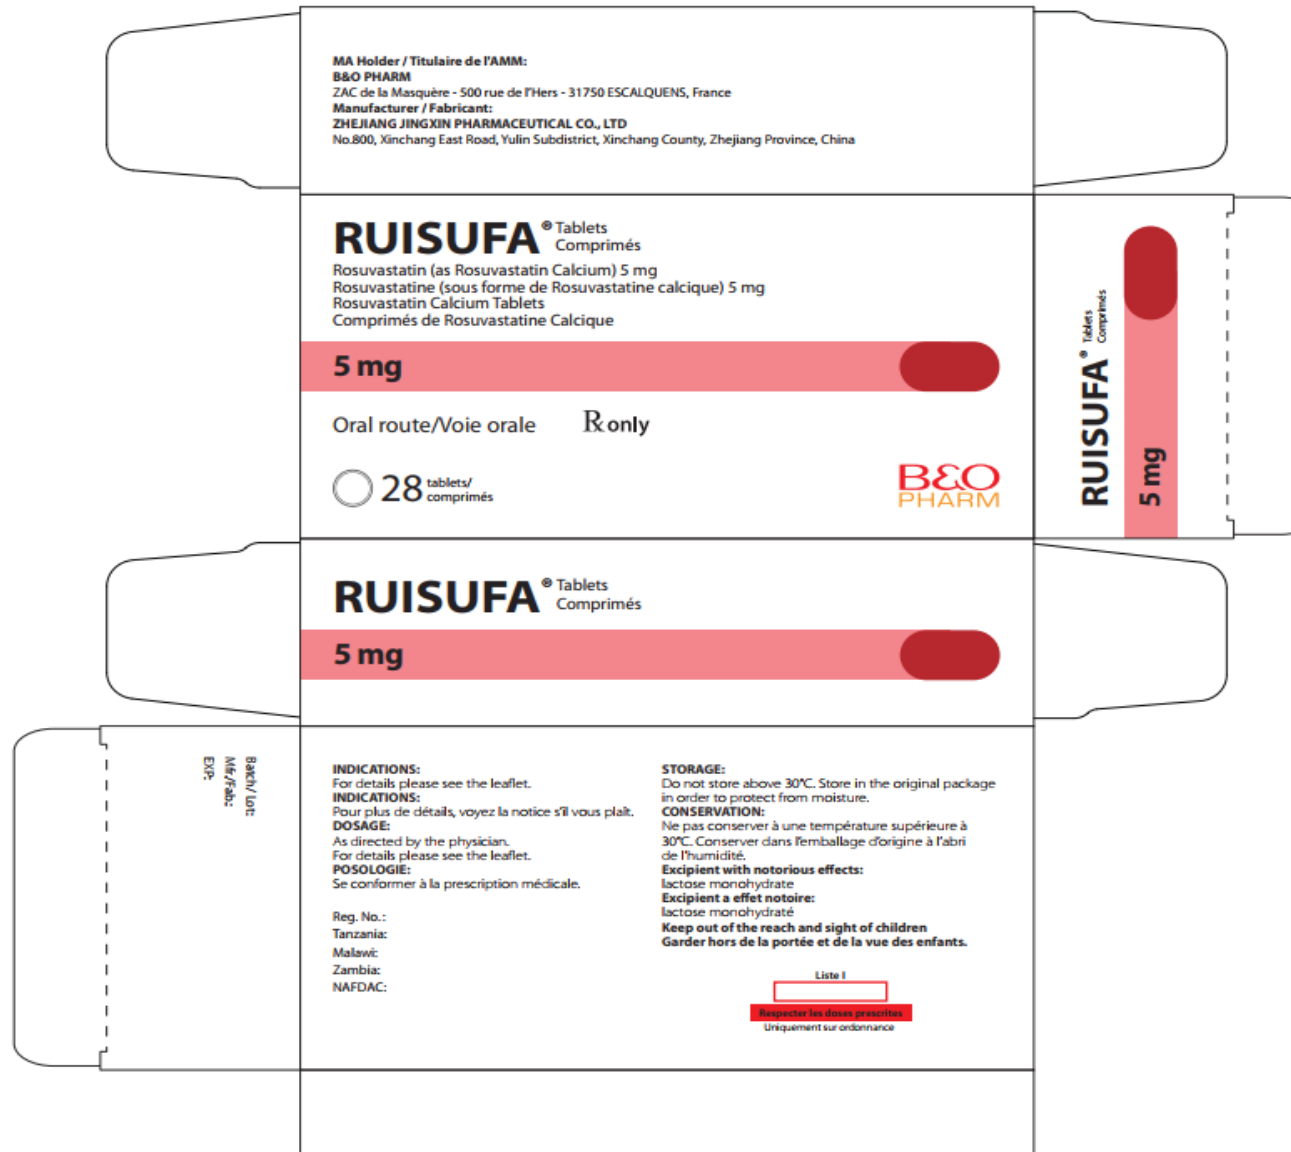 MA Holder / Titulaire de l'AMM:
B&O PHARM
ZAC de la Masquère - 500 rue de l'Hers - 31750 ESCALQUENS, France
Manufacturer / Fabricant:
ZHEJIANG JINGXIN PHARMACEUTICAL CO., LTD
No.800, Xinchang East Road, Yulin Subdistrict, Xinchang County, Zhejiang Province, China
RUISUFA® Tablets
Comprimés
Rosuvastatin (as Rosuvastatin Calcium) 5 mg
Rosuvastatine (sous forme de Rosuvastatine calcique) 5 mg
Rosuvastatin Calcium Tablets
Comprimés de Rosuvastatine Calcique
5 mg
Oral route/Voie orale ℞ only
28 tablets/
comprimés
B&O
PHARM
RUISUFA® Tablets
Comprimés
5 mg
RUISUFA® Tablets
Comprimés
5 mg
Batch/ Lot:
Mfr./Fab.:
EXP:
INDICATIONS:
For details please see the leaflet.
INDICATIONS:
Pour plus de détails, voyez la notice s'il vous plaît.
DOSAGE:
As directed by the physician.
For details please see the leaflet.
POSOLOGIE:
Se conformer à la prescription médicale.
Reg. No.:
Tanzania:
Malawi:
Zambia:
NAFDAC:
STORAGE:
Do not store above 30°C. Store in the original package
in order to protect from moisture.
CONSERVATION:
Ne pas conserver à une température supérieure à
30°C. Conserver dans l'emballage d'origine à l'abri
de l'humidité.
Excipient with notorious effects:
lactose monohydrate
Excipient a effet notoire:
lactose monohydraté
Keep out of the reach and sight of children
Garder hors de la portée et de la vue des enfants.
Liste I
Respecter les doses prescrites
Uniquement sur ordonnance